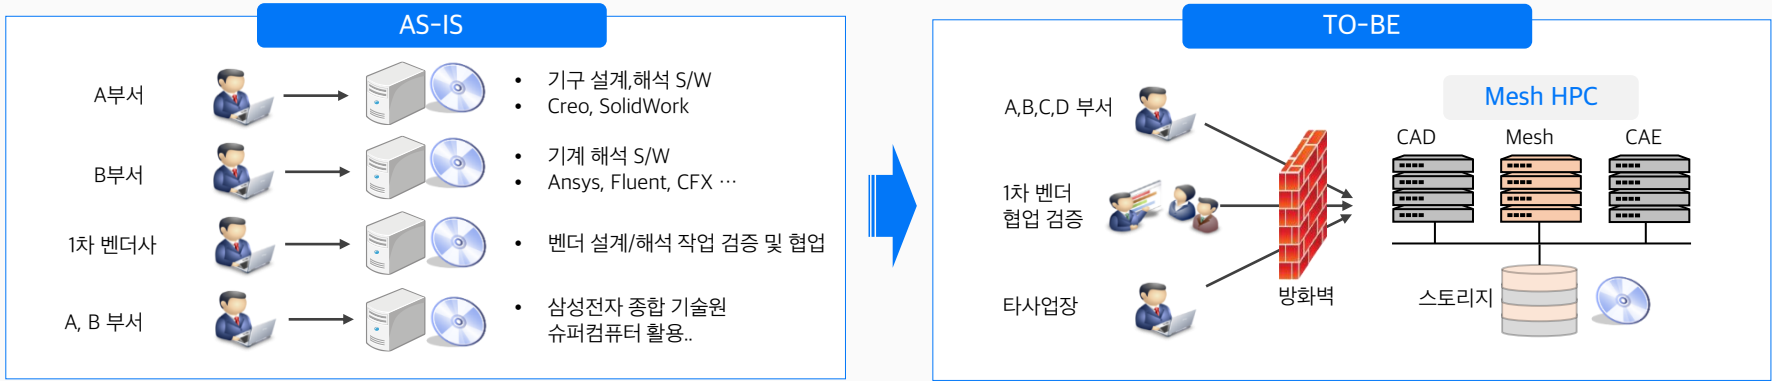 AS-IS
A부서
• 기구 설계,해석 S/W
• Creo, SolidWork
B부서
• 기계 해석 S/W
• Ansys, Fluent, CFX …
1차 벤더사
• 벤더 설계/해석 작업 검증 및 협업
A, B 부서
• 삼성전자 종합 기술원
슈퍼컴퓨터 활용..
TO-BE
Mesh HPC
A,B,C,D 부서
CAD
Mesh
CAE
1차 벤더
협업 검증
타사업장
방화벽
스토리지